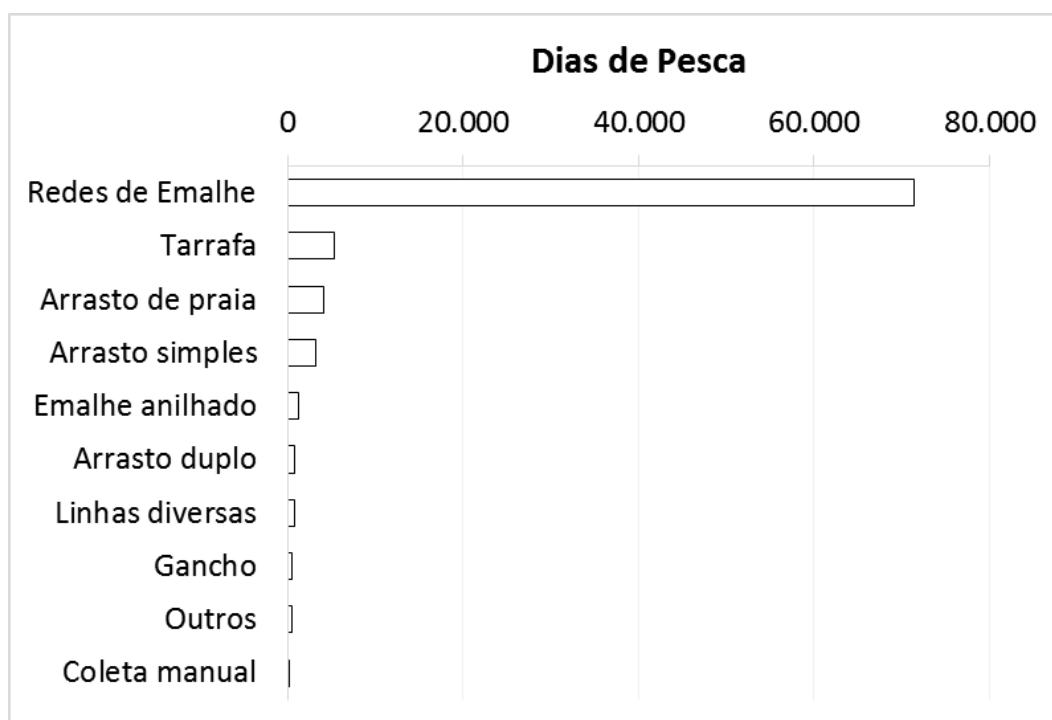 Dias de Pesca
0 20.000 40.000 60.000 80.000
Redes de Emalhe
Tarrafa
Arrasto de praia
Arrasto simples
Emalhe anilhado
Arrasto duplo
Linhas diversas
Gancho
Outros
Coleta manual